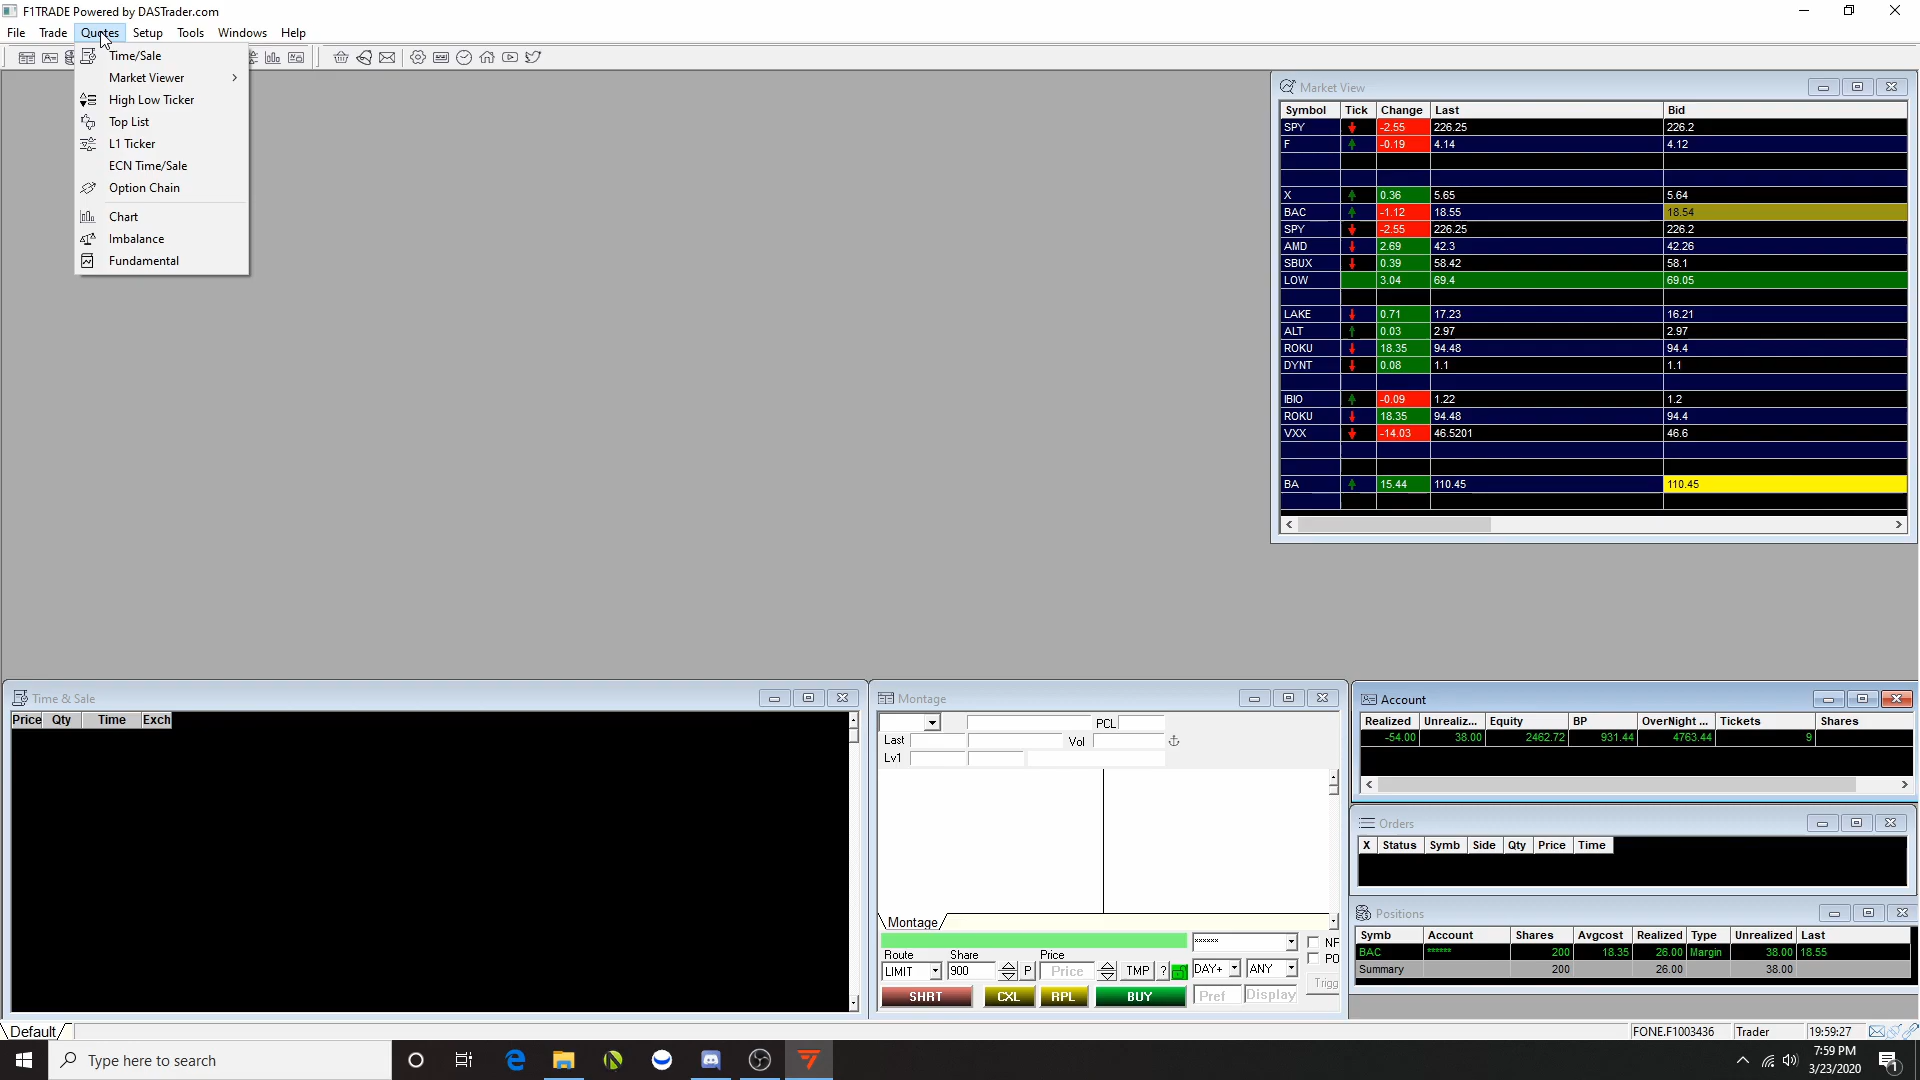 F1TRADE Powered by DASTrader.com
File Trade Quotes Setup Tools Windows Help
Time/Sale
Market Viewer
High Low Ticker
Top List
L1 Ticker
ECN Time/Sale
Option Chain
Chart
Imbalance
Fundamental
Market View
Symbol Tick Change Last Bid
SPY -2.55 226.25 226.2
F -0.19 4.14 4.12
X 0.36 5.65 5.64
BAC -1.12 18.55 18.54
SPY -2.55 226.25 226.2
AMD 2.69 42.3 42.26
SBUX 0.39 58.42 58.1
LOW 3.04 69.4 69.05
LAKE 0.71 17.23 16.21
ALT 0.03 2.97 2.97
ROKU 18.35 94.48 94.4
DYNT 0.08 1.1 1.1
IBIO -0.09 1.22 1.2
ROKU 18.35 94.48 94.4
VXX -14.03 46.5201 46.6
BA 15.44 110.45 110.45
Time & Sale
Price Qty Time Exch
Montage
PCL
Last Vol
Lv1
Montage
****** NF
Route Share Price PO
LIMIT 900 P Price TMP ? DAY+ ANY
SHRT CXL RPL BUY Pref Display Trigg
Account
Realized Unrealiz... Equity BP OverNight ... Tickets Shares
-54.00 38.00 2462.72 931.44 4763.44 9
Orders
X Status Symb Side Qty Price Time
Positions
Symb Account Shares Avgcost Realized Type Unrealized Last
BAC ****** 200 18.35 26.00 Margin 38.00 18.55
Summary 200 26.00 38.00
Default FONE.F1003436 Trader 19:59:27
Type here to search
7:59 PM
3/23/2020
1